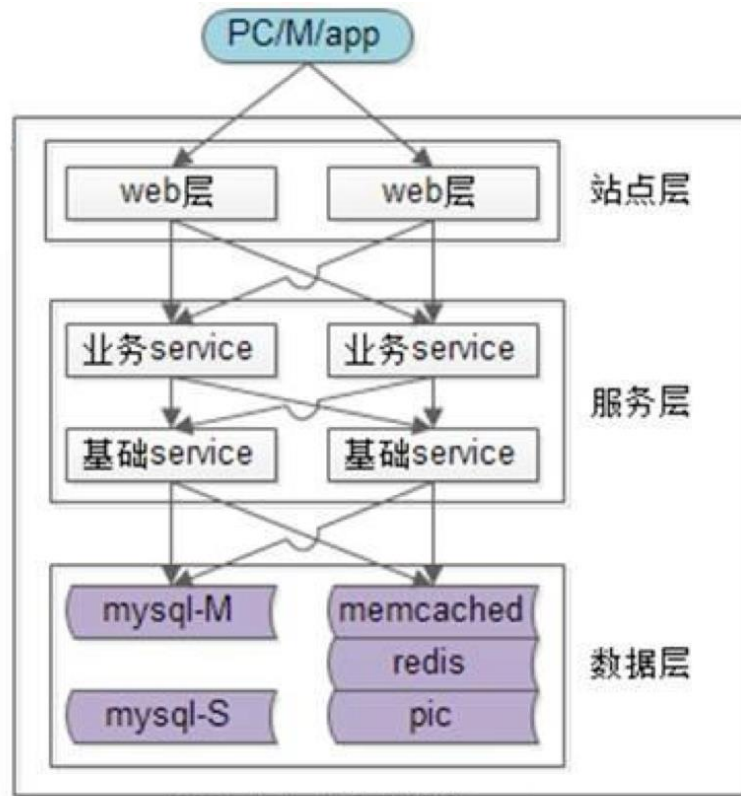 PC/M/app
web层
web层
站点层
业务service
业务service
服务层
基础service
基础service
mysql-M
memcached
redis
数据层
mysql-S
pic